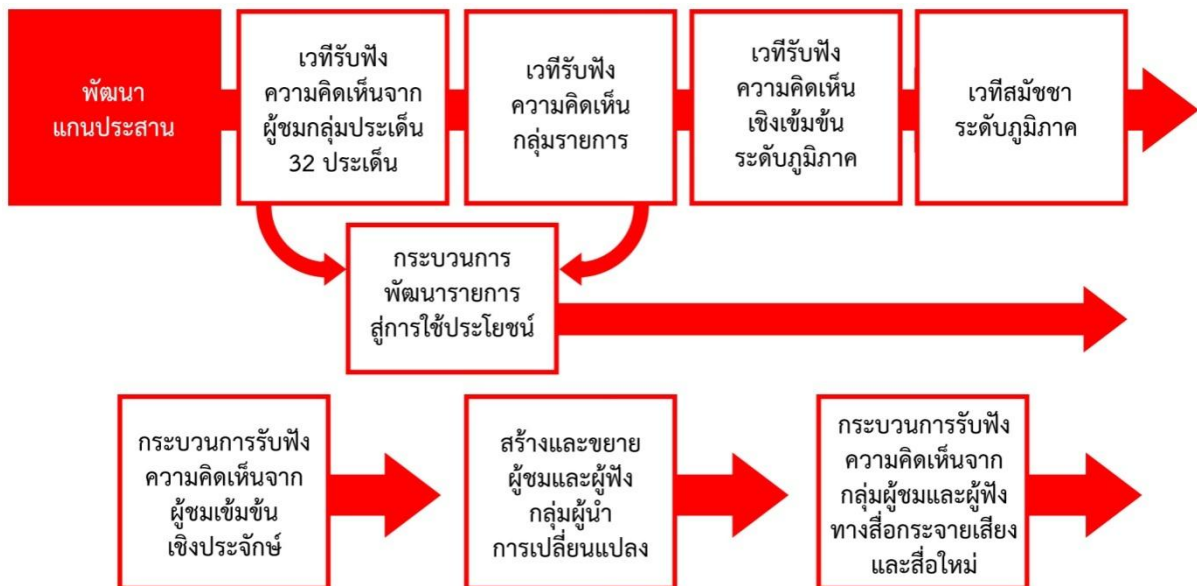 พัฒนา
แกนประสาน
เวทีรับฟัง
ความคิดเห็นจาก
ผู้ชมกลุ่มประเด็น
32 ประเด็น
เวทีรับฟัง
ความคิดเห็น
กลุ่มรายการ
เวทีรับฟัง
ความคิดเห็น
เชิงเข้มข้น
ระดับภูมิภาค
เวทีสมัชชา
ระดับภูมิภาค
กระบวนการ
พัฒนารายการ
สู่การใช้ประโยชน์
กระบวนการรับฟัง
ความคิดเห็นจาก
ผู้ชมเข้มข้น
เชิงประจักษ์
สร้างและขยาย
ผู้ชมและผู้ฟัง
กลุ่มผู้นำ
การเปลี่ยนแปลง
กระบวนการรับฟัง
ความคิดเห็นจาก
กลุ่มผู้ชมและผู้ฟัง
ทางสื่อกระจายเสียง
และสื่อใหม่